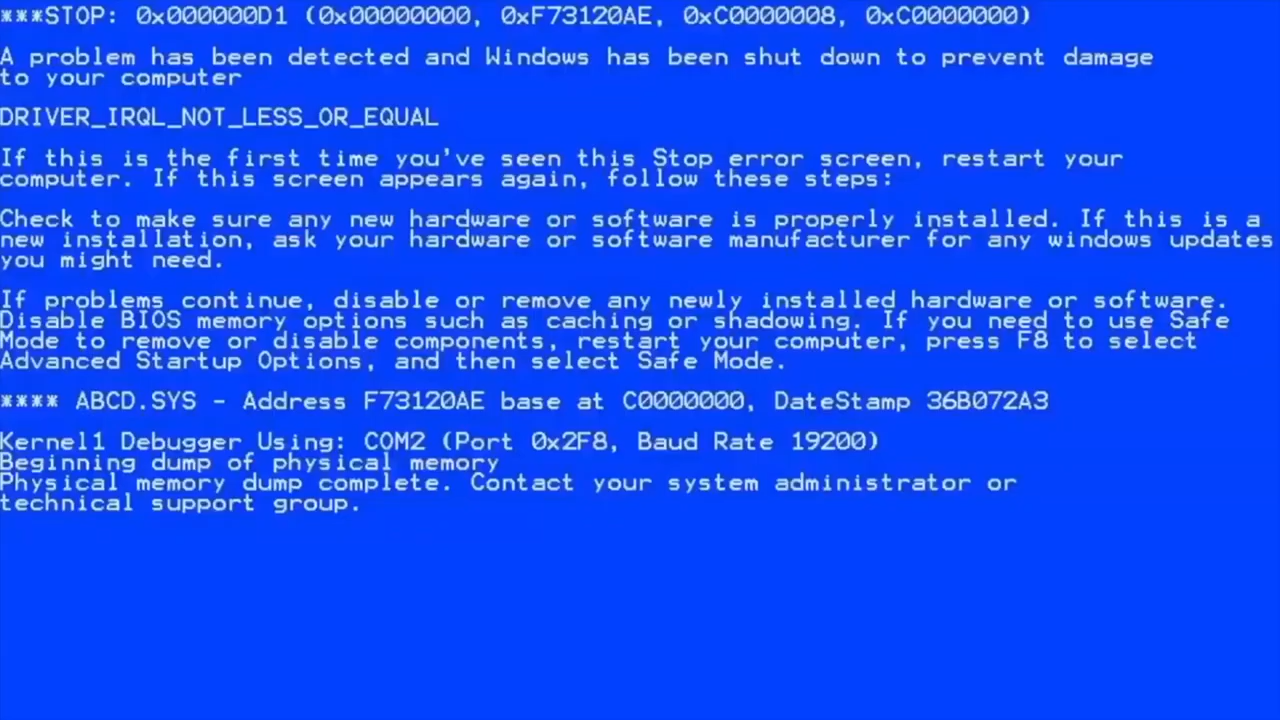 ***STOP: 0x000000D1 (0x00000000, 0xF73120AE, 0xC0000008, 0xC0000000)
A problem has been detected and Windows has been shut down to prevent damage
to your computer
DRIVER_IRQL_NOT_LESS_OR_EQUAL
If this is the first time you've seen this Stop error screen, restart your
computer. If this screen appears again, follow these steps:
Check to make sure any new hardware or software is properly installed. If this is a
new installation, ask your hardware or software manufacturer for any windows updates
you might need.
If problems continue, disable or remove any newly installed hardware or software.
Disable BIOS memory options such as caching or shadowing. If you need to use Safe
Mode to remove or disable components, restart your computer, press F8 to select
Advanced Startup Options, and then select Safe Mode.
**** ABCD.SYS - Address F73120AE base at C0000000, DateStamp 36B072A3
Kernel1 Debugger Using: COM2 (Port 0x2F8, Baud Rate 19200)
Beginning dump of physical memory
Physical memory dump complete. Contact your system administrator or
technical support group.